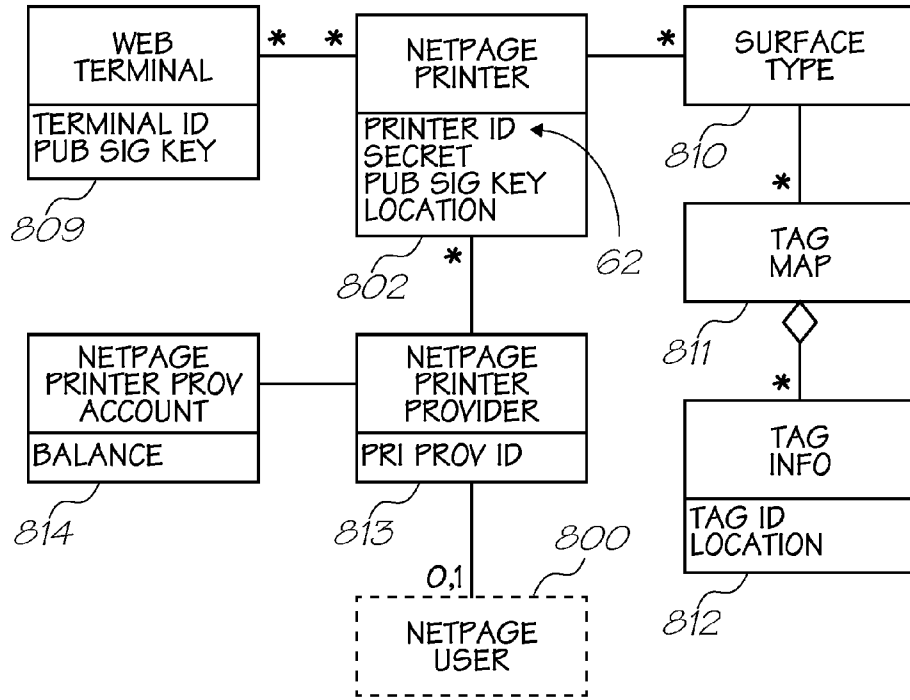 WEB
TERMINAL
TERMINAL ID
PUB SIG KEY
809
* *
NETPAGE
PRINTER
PRINTER ID
SECRET
PUB SIG KEY
LOCATION
802
62
*
SURFACE
TYPE
810
*
TAG
MAP
811
*
TAG
INFO
TAG ID
LOCATION
812
*
NETPAGE
PRINTER PROV
ACCOUNT
BALANCE
814
NETPAGE
PRINTER
PROVIDER
PRI PROV ID
813
0,1
800
NETPAGE
USER